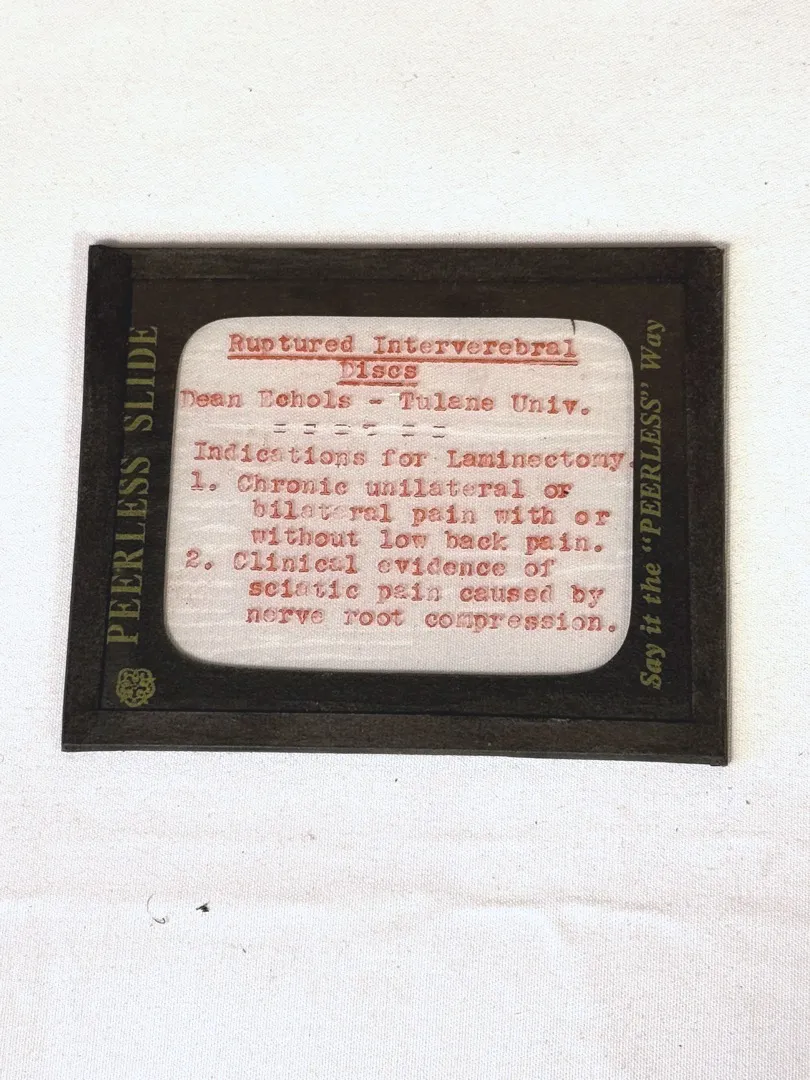 Ruptured Interverebral
Discs
Dean Echols - Tulane Univ.
= = = = = =
Indications for Laminectomy.
1. Chronic unilateral or
bilateral pain with or
without low back pain.
2. Clinical evidence of
sciatic pain caused by
nerve root compression.
PEERLESS SLIDE
Say it the "PEERLESS" Way